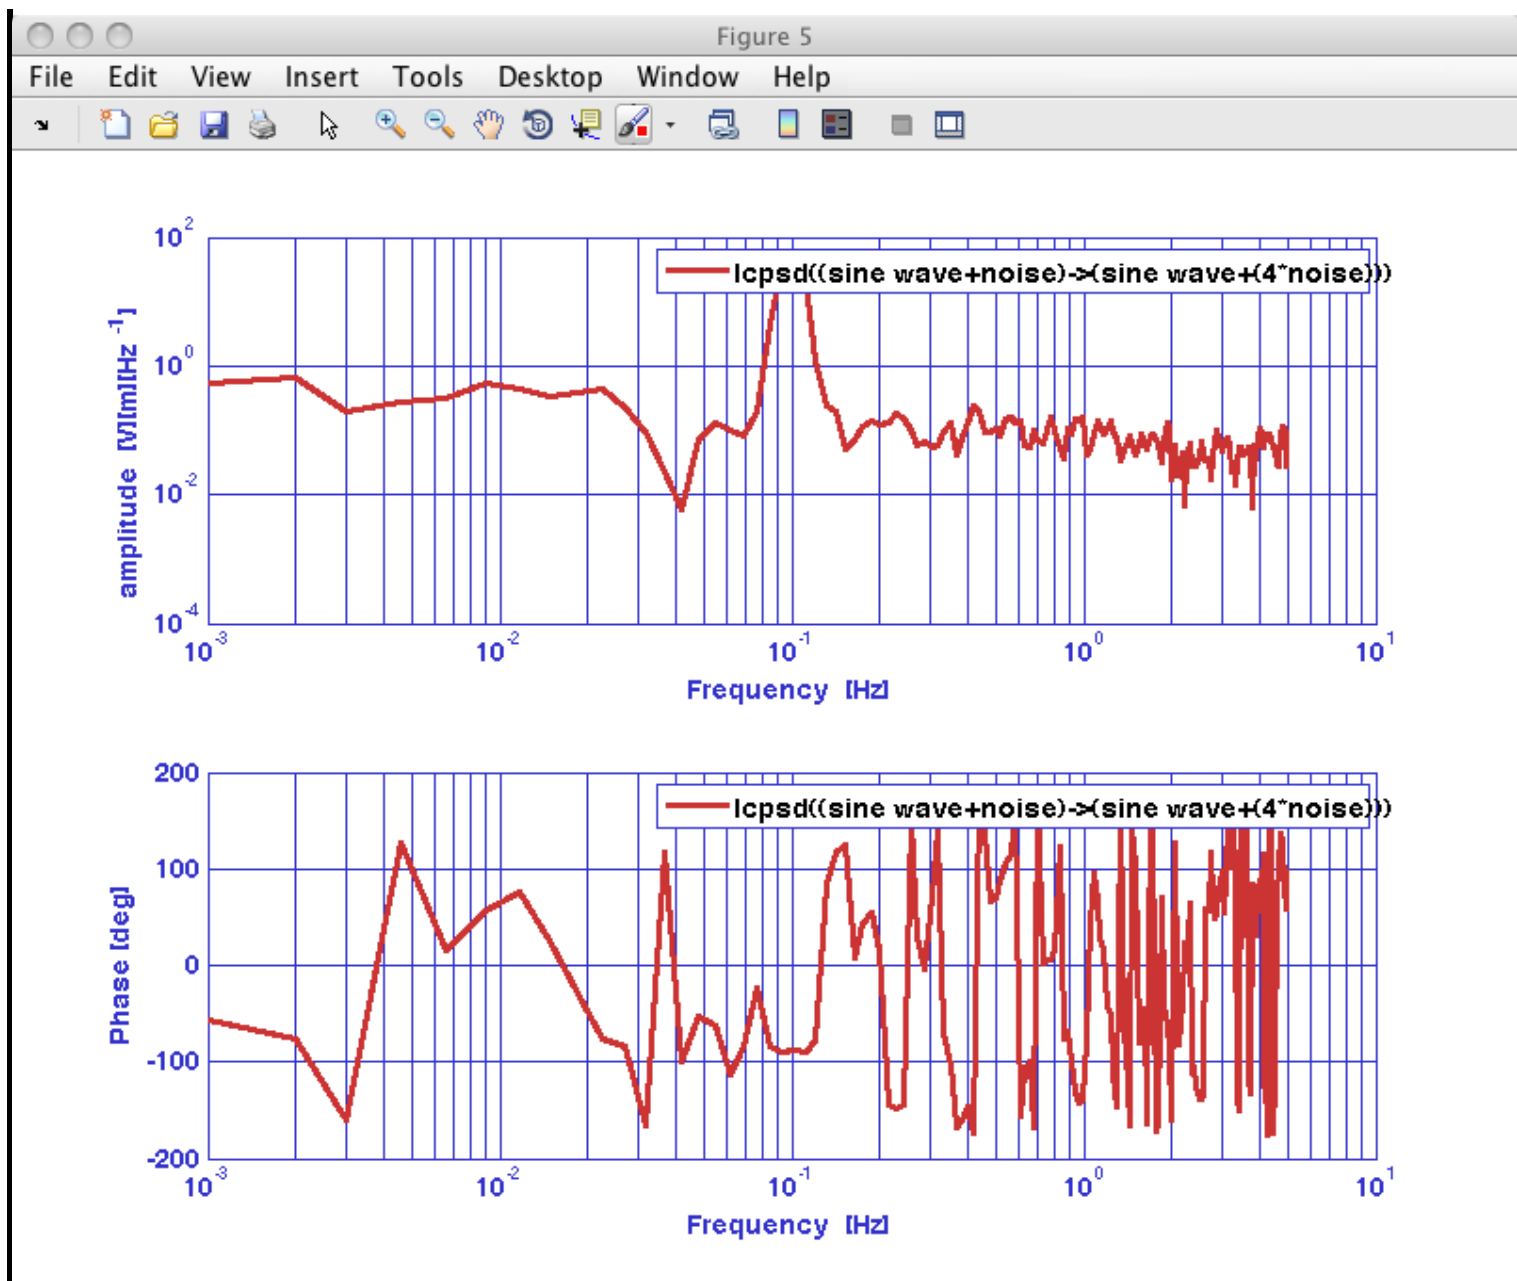 Figure 5
File Edit View Insert Tools Desktop Window Help
lcpsd((sine wave+noise)->(sine wave+(4*noise)))
amplitude [V][m][Hz^-1]
10^2
10^0
10^-2
10^-4
10^-3 10^-2 10^-1 10^0 10^1
Frequency [Hz]
lcpsd((sine wave+noise)->(sine wave+(4*noise)))
Phase [deg]
200
100
0
-100
-200
10^-3 10^-2 10^-1 10^0 10^1
Frequency [Hz]